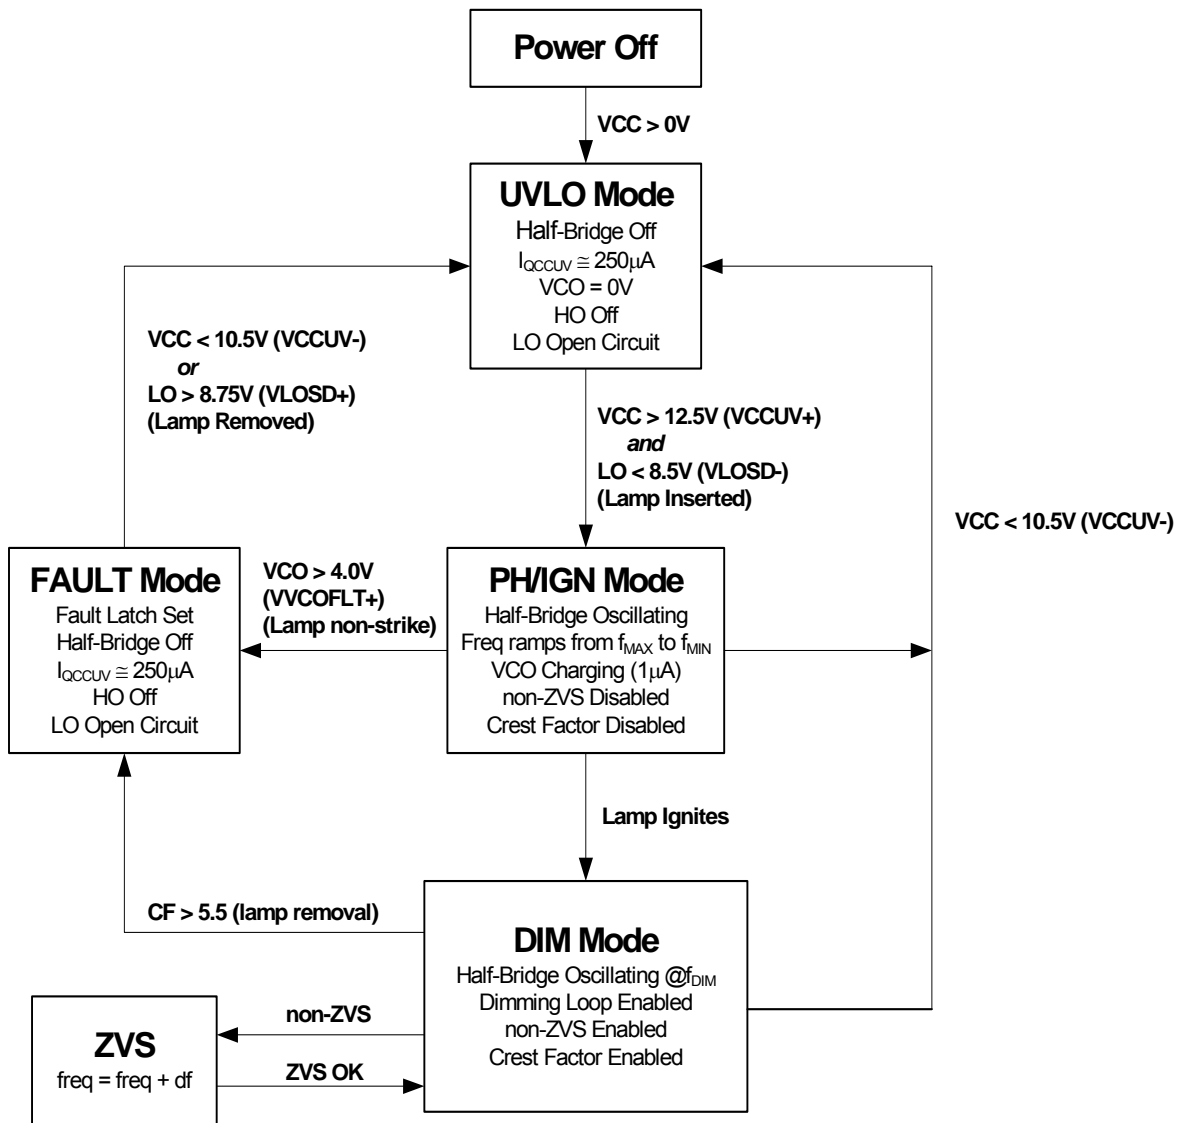 Power Off
VCC > 0V
UVLO Mode
Half-Bridge Off
IQCCUV ≅ 250μA
VCO = 0V
HO Off
LO Open Circuit
VCC < 10.5V (VCCUV-)
or
LO > 8.75V (VLOSD+)
(Lamp Removed)
VCC > 12.5V (VCCUV+)
and
LO < 8.5V (VLOSD-)
(Lamp Inserted)
VCC < 10.5V (VCCUV-)
FAULT Mode
Fault Latch Set
Half-Bridge Off
IQCCUV ≅ 250μA
HO Off
LO Open Circuit
VCO > 4.0V
(VVCOFLT+)
(Lamp non-strike)
PH/IGN Mode
Half-Bridge Oscillating
Freq ramps from fMAX to fMIN
VCO Charging (1μA)
non-ZVS Disabled
Crest Factor Disabled
Lamp Ignites
CF > 5.5 (lamp removal)
DIM Mode
Half-Bridge Oscillating @fDIM
Dimming Loop Enabled
non-ZVS Enabled
Crest Factor Enabled
non-ZVS
ZVS OK
ZVS
freq = freq + df